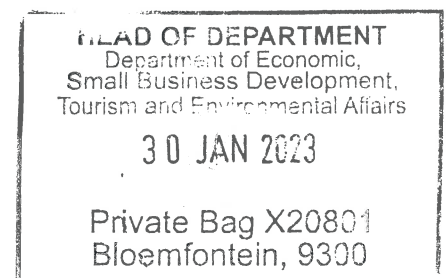 HEAD OF DEPARTMENT
Department of Economic,
Small Business Development,
Tourism and Environmental Affairs
30 JAN 2023
Private Bag X20801
Bloemfontein, 9300